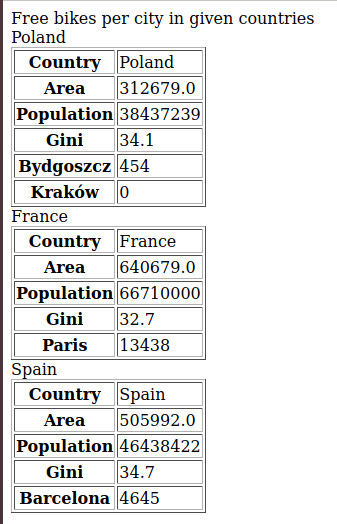 Free bikes per city in given countries
Poland
Country Poland
Area 312679.0
Population 38437239
Gini 34.1
Bydgoszcz 454
Kraków 0
France
Country France
Area 640679.0
Population 66710000
Gini 32.7
Paris 13438
Spain
Country Spain
Area 505992.0
Population 46438422
Gini 34.7
Barcelona 4645